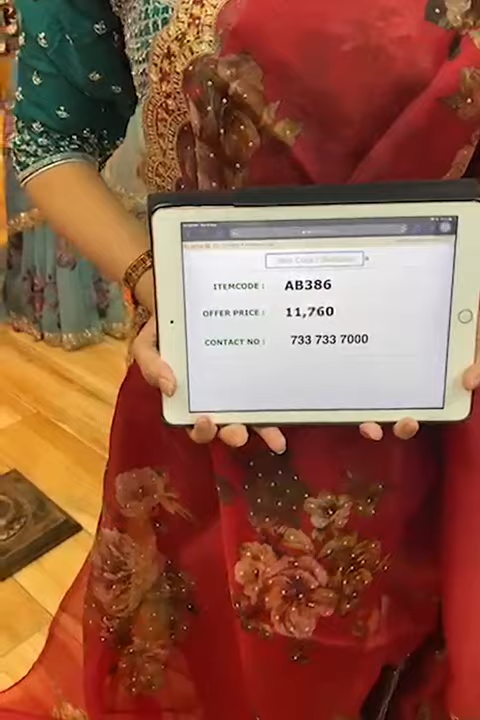 ITEMCODE : AB386
OFFER PRICE : 11,760
CONTACT NO : 733 733 7000